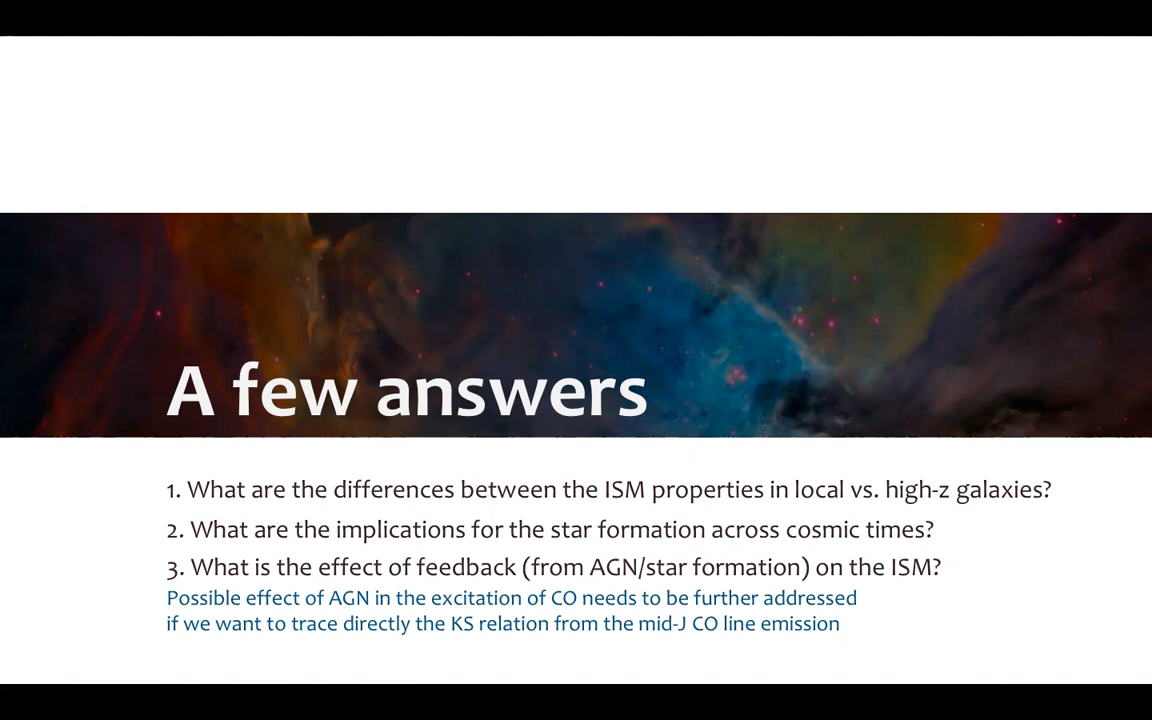 A few answers
1. What are the differences between the ISM properties in local vs. high-z galaxies?
2. What are the implications for the star formation across cosmic times?
3. What is the effect of feedback (from AGN/star formation) on the ISM?
Possible effect of AGN in the excitation of CO needs to be further addressed
if we want to trace directly the KS relation from the mid-J CO line emission